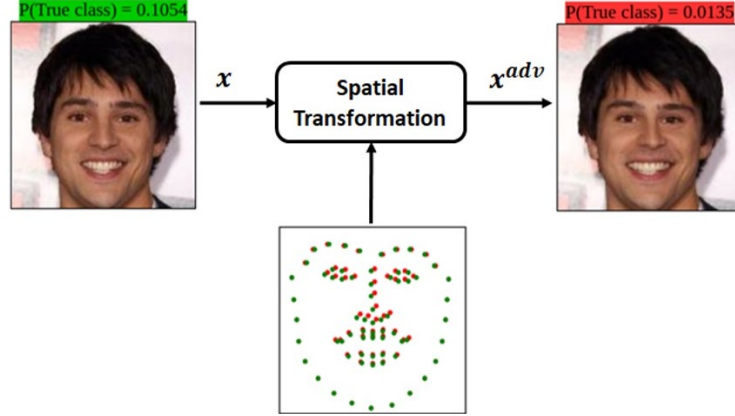 P(True class) = 0.1054
P(True class) = 0.0135
x
Spatial
Transformation
x^adv